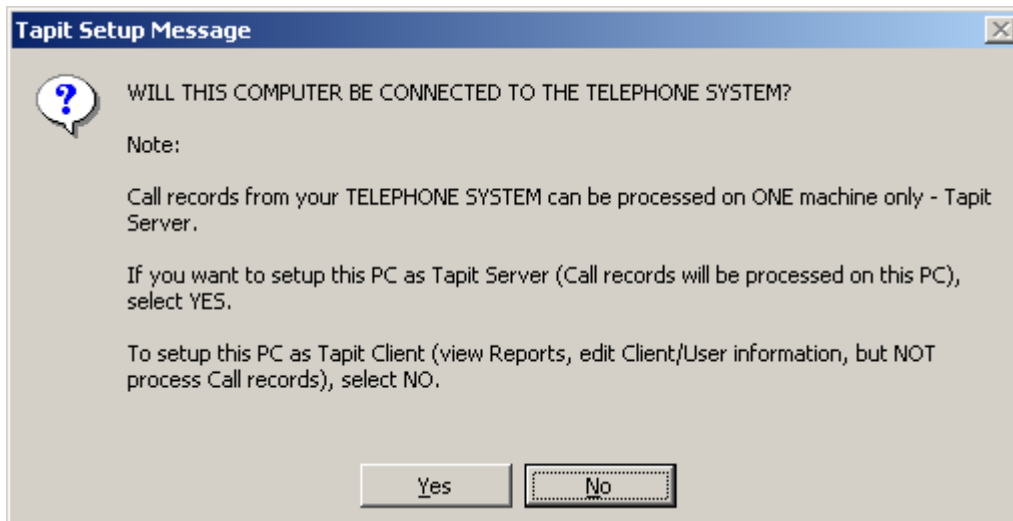 Tapit Setup Message
WILL THIS COMPUTER BE CONNECTED TO THE TELEPHONE SYSTEM?
Note:
Call records from your TELEPHONE SYSTEM can be processed on ONE machine only - Tapit
Server.
If you want to setup this PC as Tapit Server (Call records will be processed on this PC),
select YES.
To setup this PC as Tapit Client (view Reports, edit Client/User information, but NOT
process Call records), select NO.
Yes
No